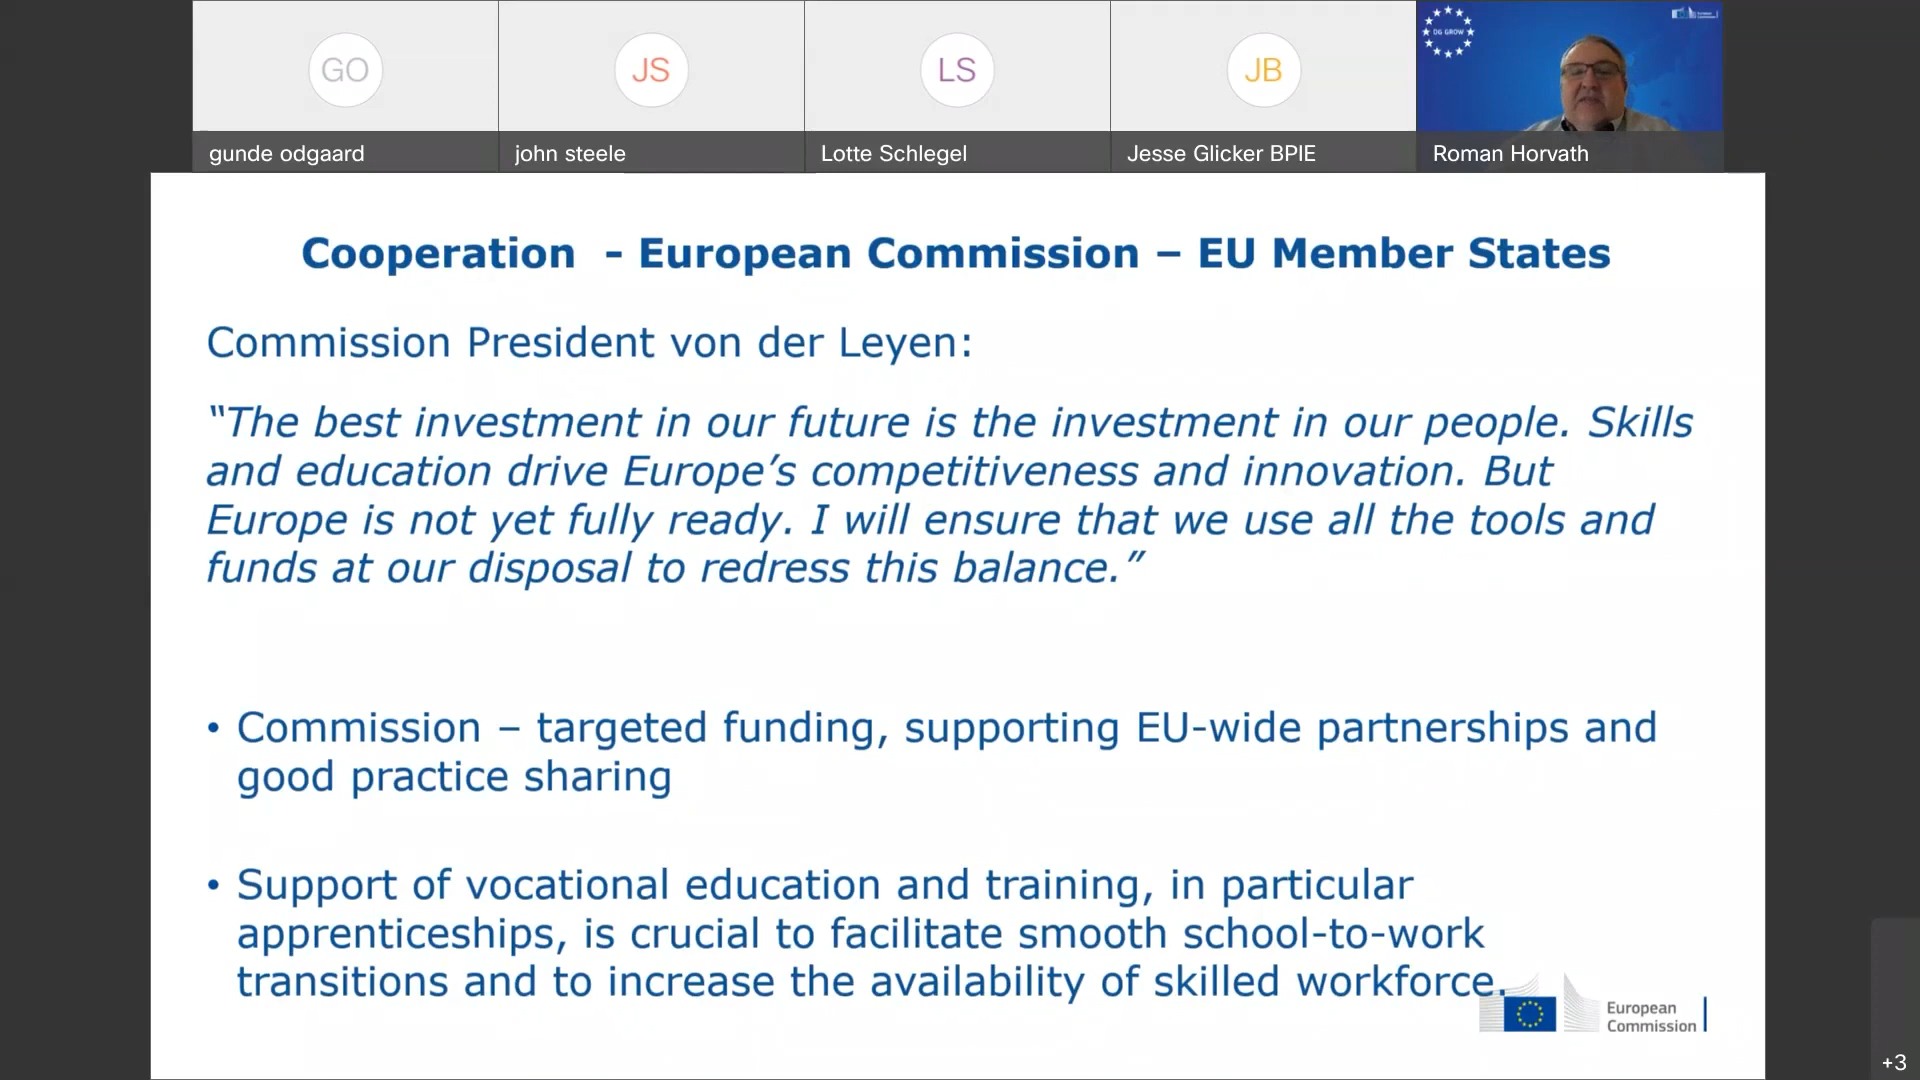 GO
JS
LS
JB
DG GROW
gunde odgaard
john steele
Lotte Schlegel
Jesse Glicker BPIE
Roman Horvath
Cooperation  - European Commission – EU Member States
Commission President von der Leyen:
“The best investment in our future is the investment in our people. Skills
and education drive Europe’s competitiveness and innovation. But
Europe is not yet fully ready. I will ensure that we use all the tools and
funds at our disposal to redress this balance.”
• Commission – targeted funding, supporting EU-wide partnerships and
good practice sharing
• Support of vocational education and training, in particular
apprenticeships, is crucial to facilitate smooth school-to-work
transitions and to increase the availability of skilled workforce.
European
Commission
+3